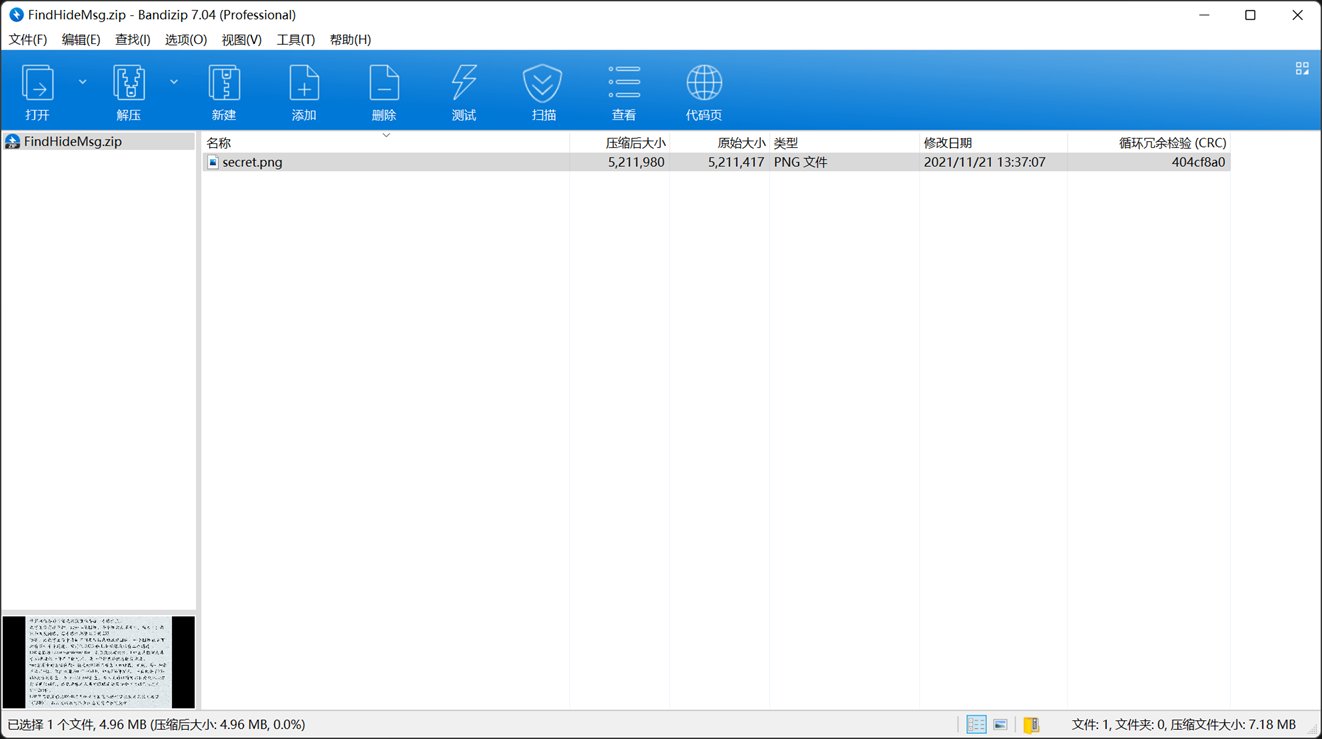 FindHideMsg.zip - Bandizip 7.04 (Professional)
文件(F) 编辑(E) 查找(I) 选项(O) 视图(V) 工具(T) 帮助(H)
打开 解压 新建 添加 删除 测试 扫描 查看 代码页
FindHideMsg.zip
名称 压缩后大小 原始大小 类型 修改日期 循环冗余检验 (CRC)
secret.png 5,211,980 5,211,417 PNG 文件 2021/11/21 13:37:07 404cf8a0
已选择 1 个文件, 4.96 MB (压缩后大小: 4.96 MB, 0.0%)
文件: 1, 文件夹: 0, 压缩文件大小: 7.18 MB